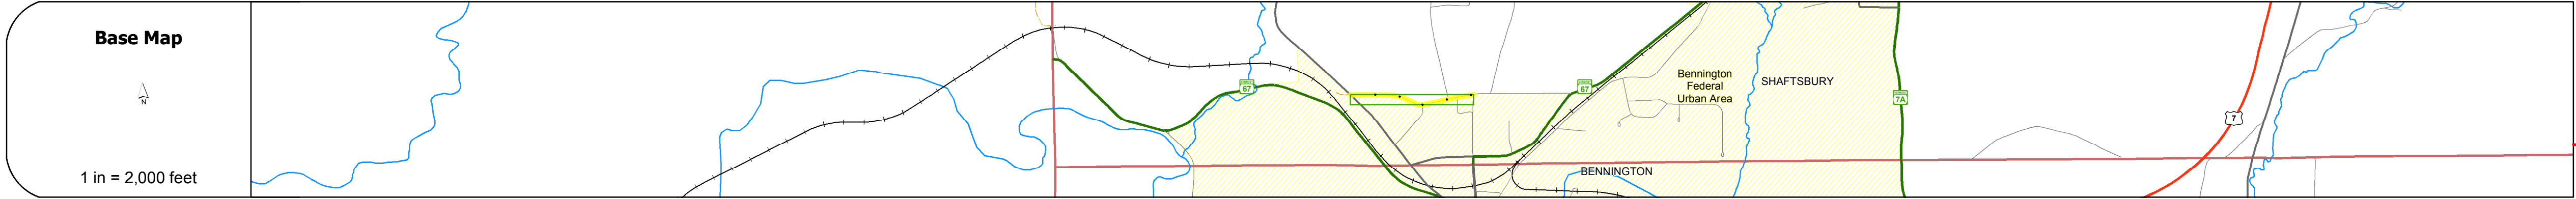 Base Map
N
1 in = 2,000 feet
67
67
Bennington
Federal
Urban Area
SHAFTSBURY
7A
7
BENNINGTON